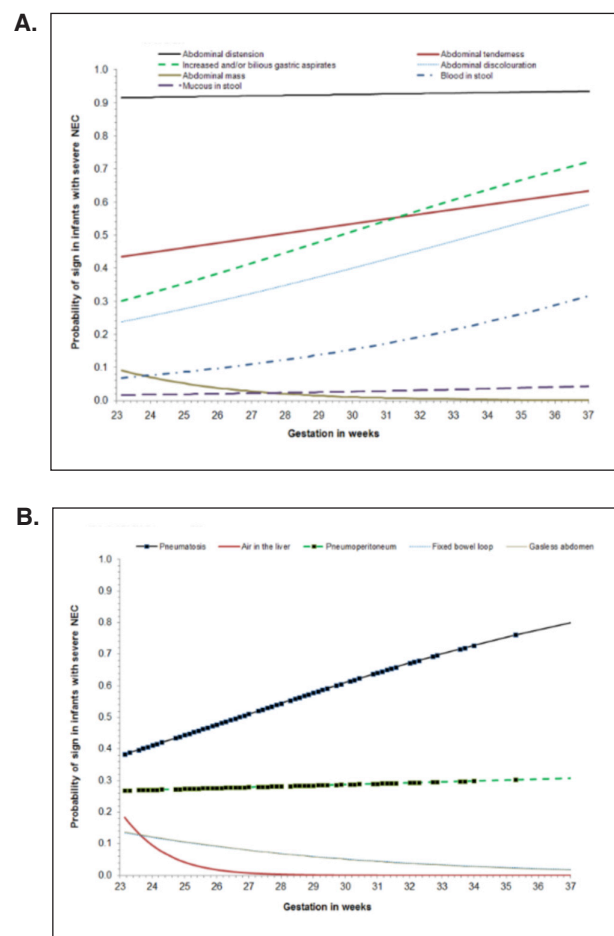 A.
Abdominal distension
Abdominal tenderness
Increased and/or bilious gastric aspirates
Abdominal discolouration
Abdominal mass
Blood in stool
Mucous in stool
Probability of sign in infants with severe NEC
1.0
0.9
0.8
0.7
0.6
0.5
0.4
0.3
0.2
0.1
0.0
23 24 25 26 27 28 29 30 31 32 33 34 35 36 37
Gestation in weeks
B.
Pneumatosis Air in the liver Pneumoperitoneum Fixed bowel loop Gasless abdomen
Probability of sign in infants with severe NEC
1.0
0.9
0.8
0.7
0.6
0.5
0.4
0.3
0.2
0.1
0.0
23 24 25 26 27 28 29 30 31 32 33 34 35 36 37
Gestation in weeks